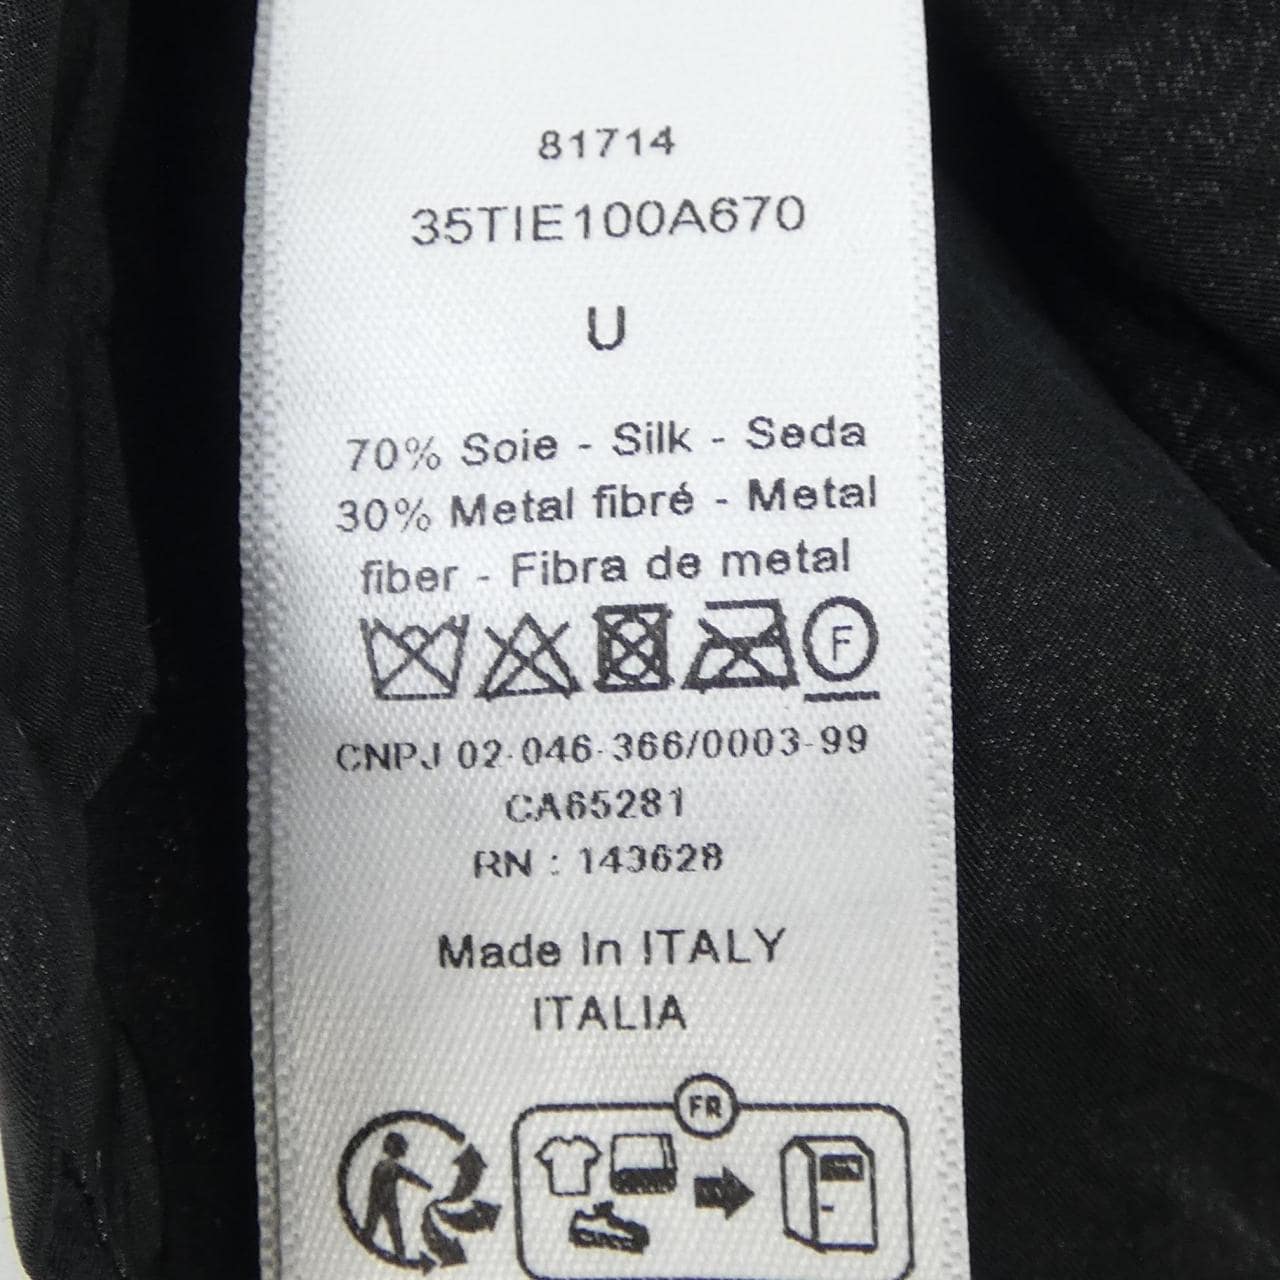 81714
35TIE100A670
U
70% Soie - Silk - Seda
30% Metal fibré - Metal
fiber - Fibra de metal
F
CNPJ 02-046-366/0003-99
CA65281
RN : 143628
Made In ITALY
ITALIA
FR